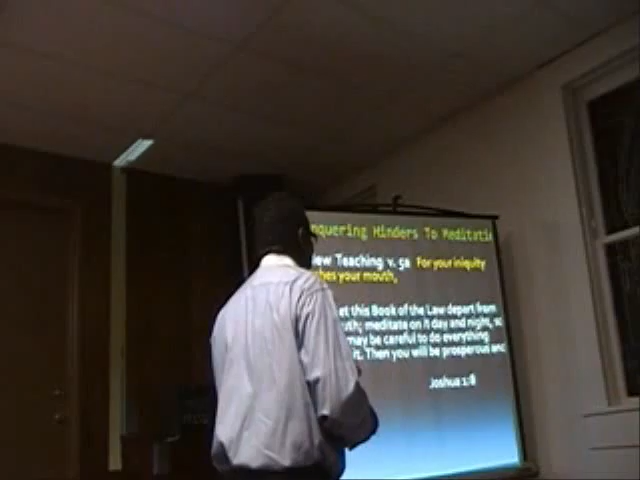 nquering Hinders To Meditati
iew Teaching v. 5a For your iniquity
ches your mouth,
et this Book of the Law depart from
uth; meditate on it day and night, so
may be careful to do everything
it. Then you will be prosperous and
Joshua 1:8